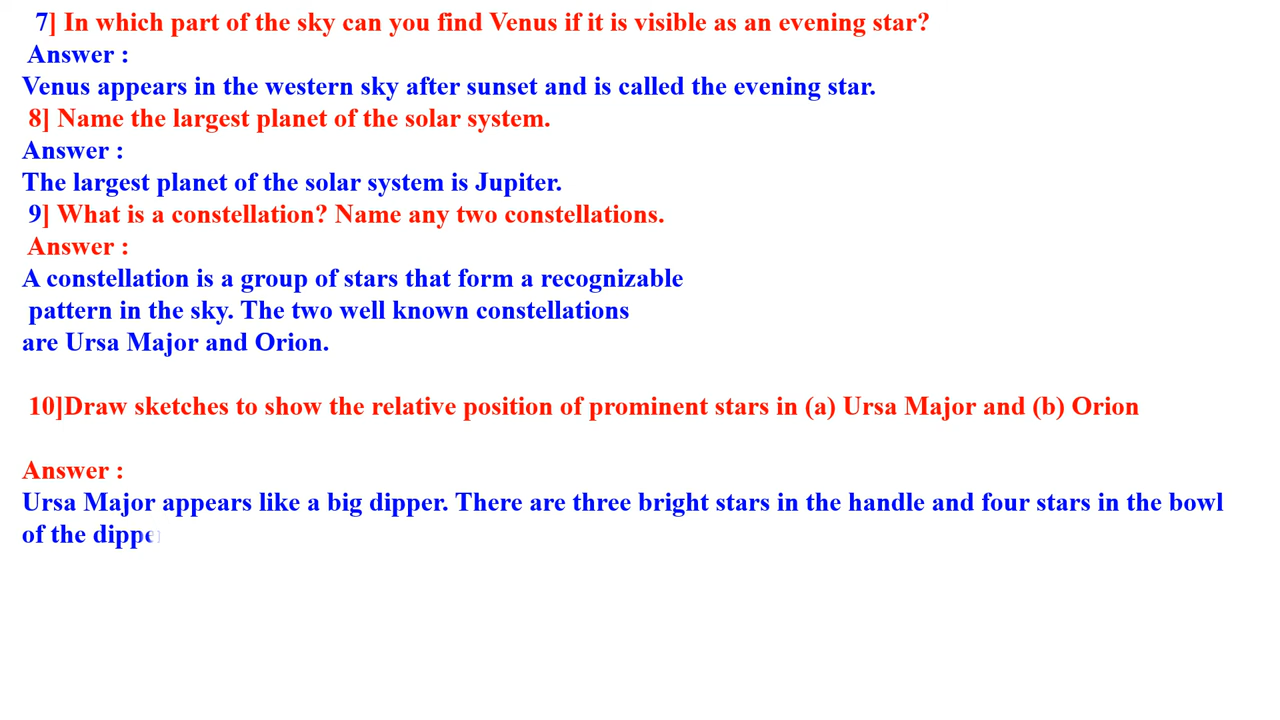 7] In which part of the sky can you find Venus if it is visible as an evening star?
Answer :
Venus appears in the western sky after sunset and is called the evening star.
8] Name the largest planet of the solar system.
Answer :
The largest planet of the solar system is Jupiter.
9] What is a constellation? Name any two constellations.
Answer :
A constellation is a group of stars that form a recognizable
pattern in the sky. The two well known constellations
are Ursa Major and Orion.
10]Draw sketches to show the relative position of prominent stars in (a) Ursa Major and (b) Orion
Answer :
Ursa Major appears like a big dipper. There are three bright stars in the handle and four stars in the bowl
of the dipper